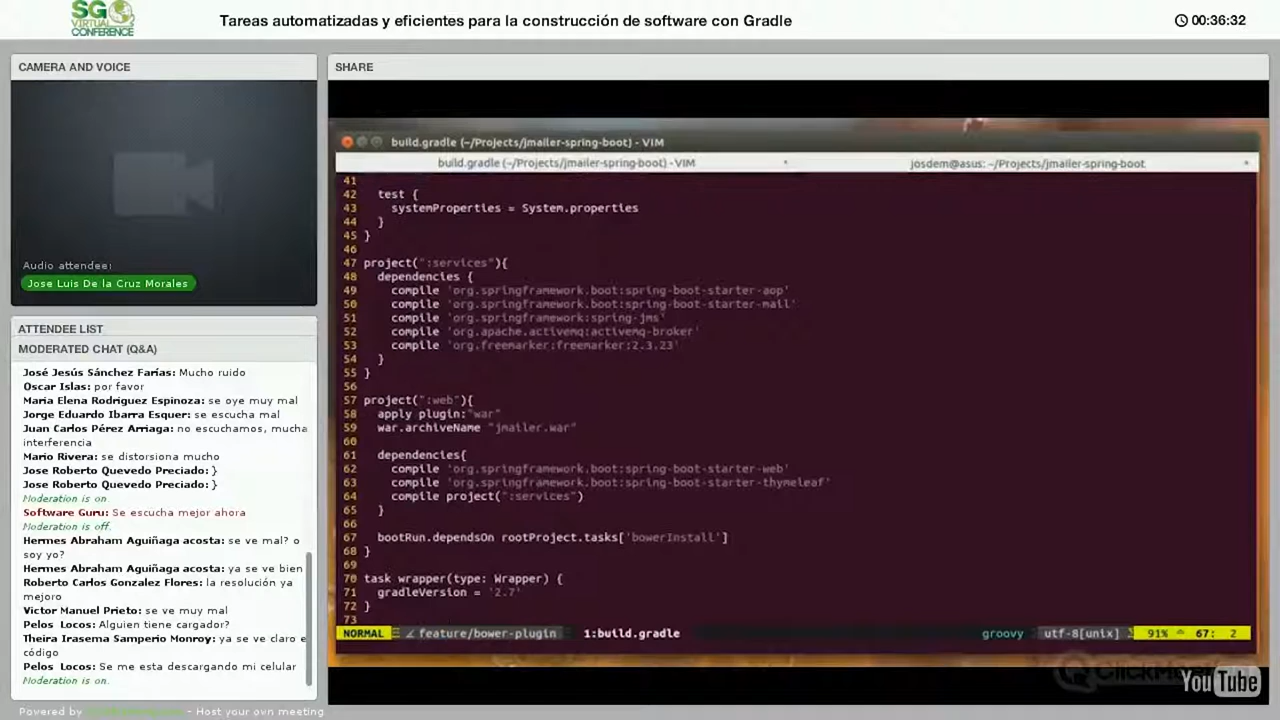 SG
VIRTUAL
CONFERENCE
Tareas automatizadas y eficientes para la construcción de software con Gradle
00:36:32
CAMERA AND VOICE
Audio attendee:
Jose Luis De la Cruz Morales
ATTENDEE LIST
MODERATED CHAT (Q&A)
José Jesús Sánchez Farías: Mucho ruido
Oscar Islas: por favor
Maria Elena Rodriguez Espinoza: se oye muy mal
Jorge Eduardo Ibarra Esquer: se escucha mal
Juan Carlos Pérez Arriaga: no escuchamos, mucha
interferencia
Mario Rivera: se distorsiona mucho
Jose Roberto Quevedo Preciado: }
Jose Roberto Quevedo Preciado: }
Moderation is on.
Software Guru: Se escucha mejor ahora
Moderation is off.
Hermes Abraham Aguiñaga acosta: se ve mal? o
soy yo?
Hermes Abraham Aguiñaga acosta: ya se ve bien
Roberto Carlos Gonzalez Flores: la resolución ya
mejoro
Victor Manuel Prieto: se ve muy mal
Pelos Locos: Alguien tiene cargador?
Theira Irasema Samperio Monroy: ya se ve claro e
código
Pelos Locos: Se me esta descargando mi celular
Moderation is on.
Powered by - Host your own meeting
SHARE
build.gradle (~/Projects/jmailer-spring-boot) - VIM
build.gradle (~/Projects/jmailer-spring-boot) - VIM
josdem@asus: ~/Projects/jmailer-spring-boot
41
42 test {
43 systemProperties = System.properties
44 }
45 }
46
47 project(":services"){
48 dependencies {
49 compile 'org.springframework.boot:spring-boot-starter-aop'
50 compile 'org.springframework.boot:spring-boot-starter-mail'
51 compile 'org.springframework:spring-jms'
52 compile 'org.apache.activemq:activemq-broker'
53 compile 'org.freemarker:freemarker:2.3.23'
54 }
55 }
56
57 project(":web"){
58 apply plugin:"war"
59 war.archiveName "jmailer.war"
60
61 dependencies{
62 compile 'org.springframework.boot:spring-boot-starter-web'
63 compile 'org.springframework.boot:spring-boot-starter-thymeleaf'
64 compile project(":services")
65 }
66
67 bootRun.dependsOn rootProject.tasks['bowerInstall']
68 }
69
70 task wrapper(type: Wrapper) {
71 gradleVersion = '2.7'
72 }
73
NORMAL feature/bower-plugin 1:build.gradle groovy utf-8[unix] 91% 67: 2
YouTube